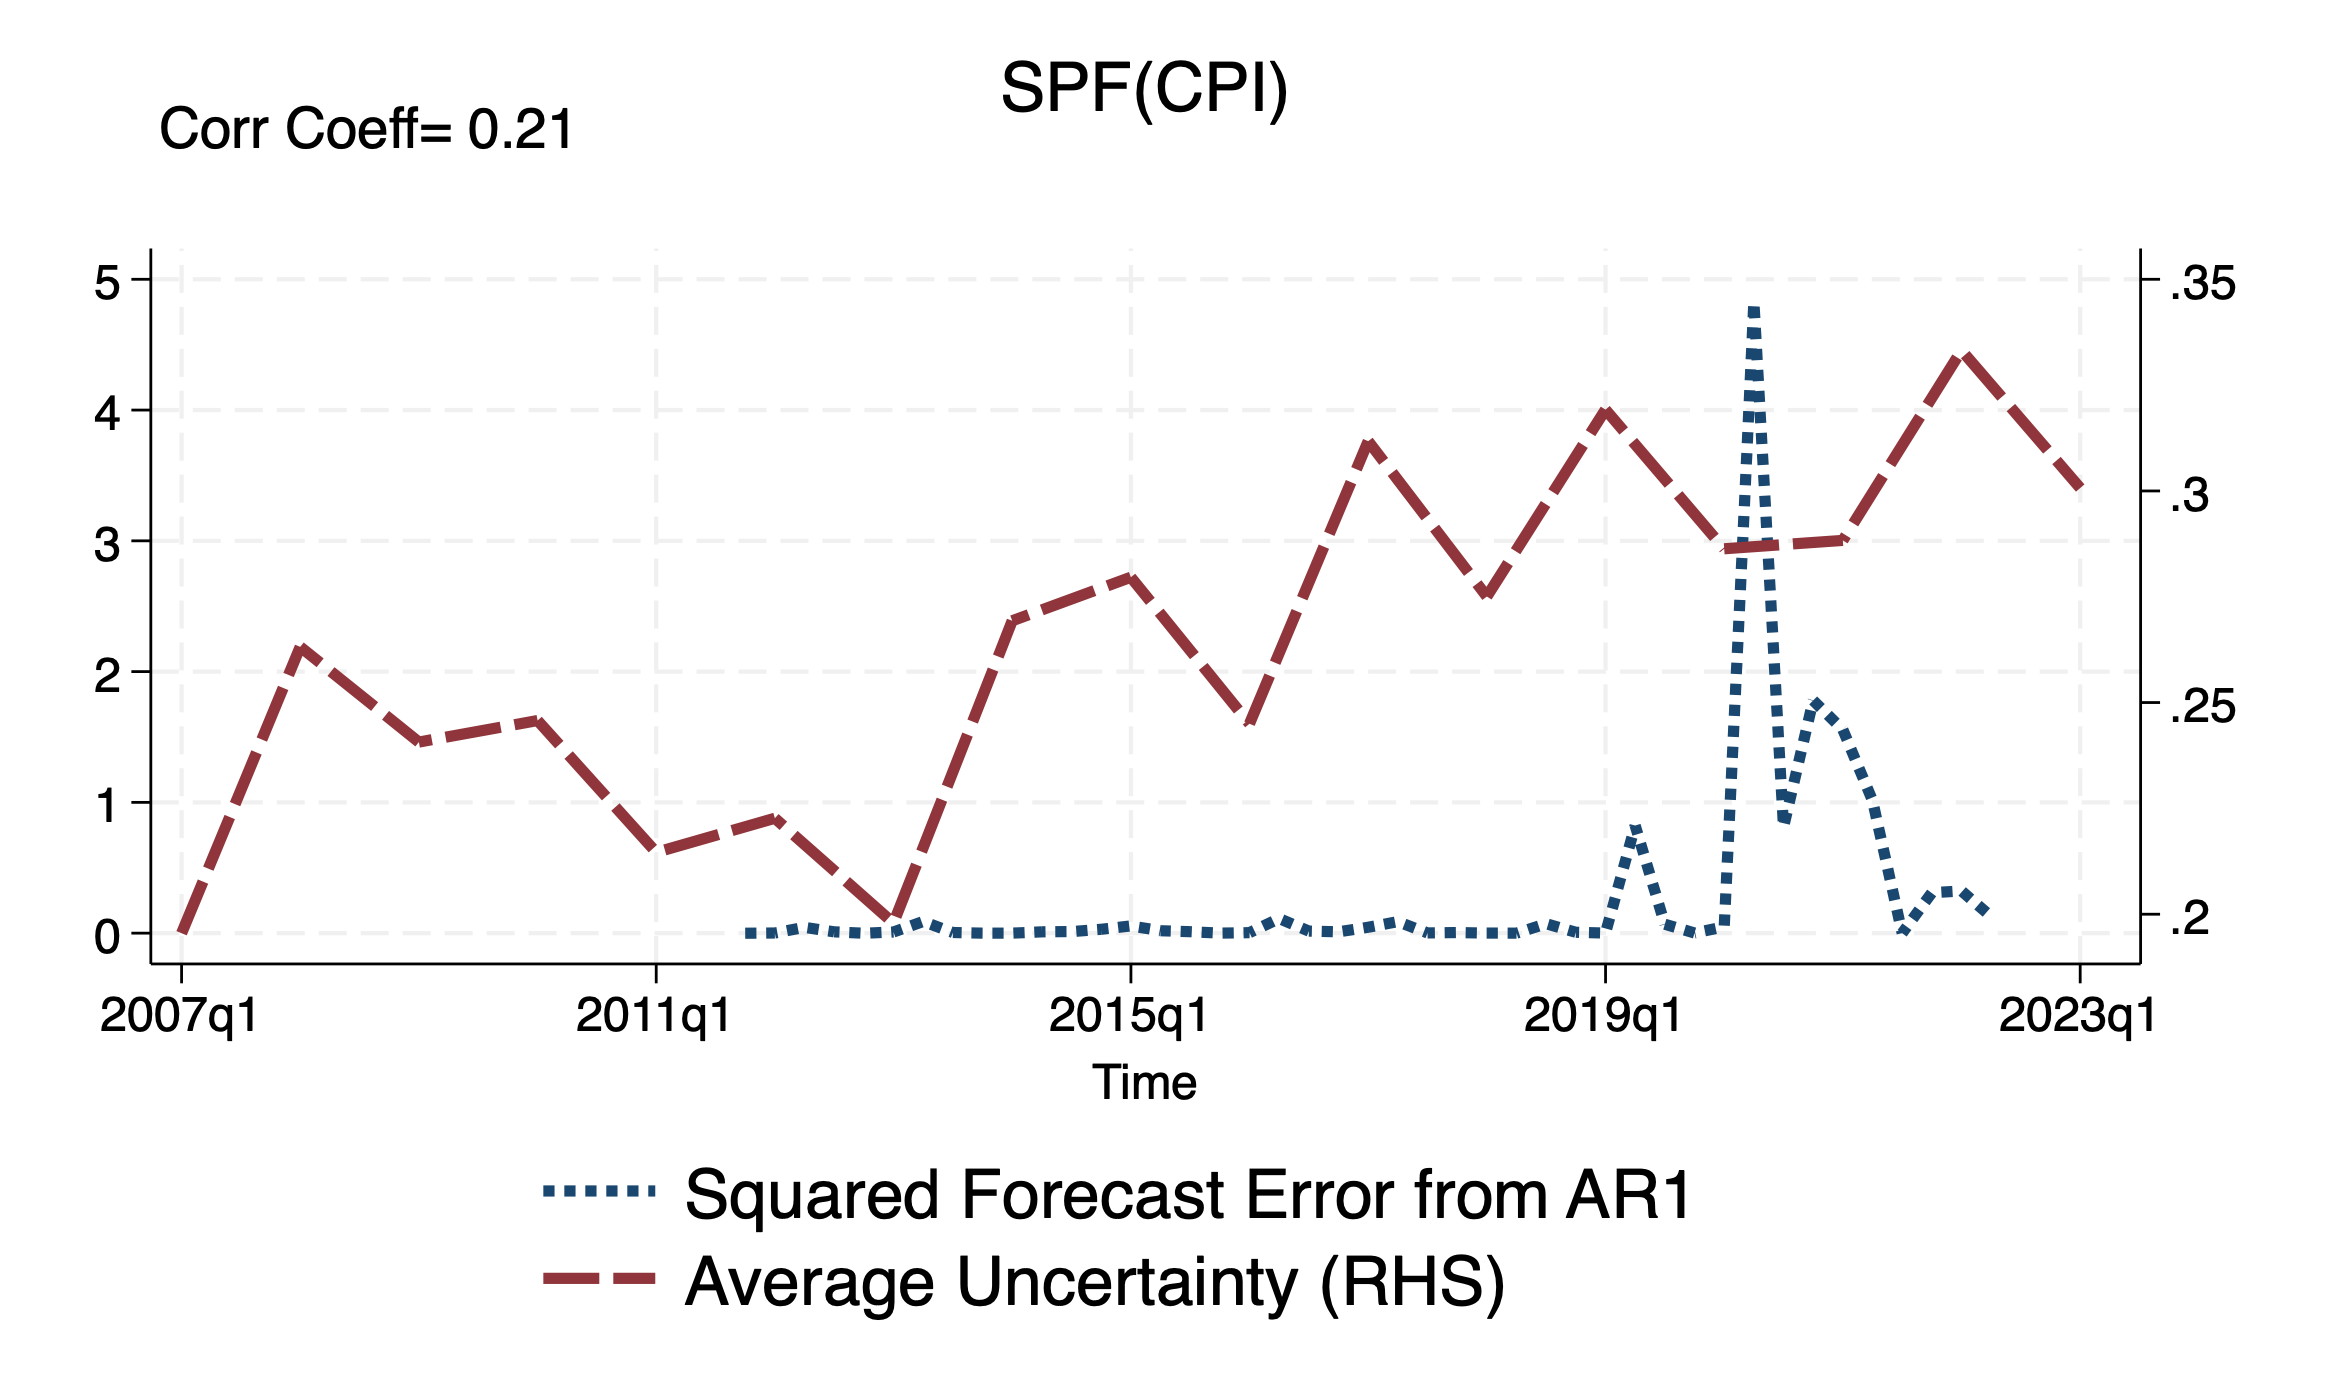 SPF(CPI)
Corr Coeff= 0.21
5
4
3
2
1
0
.35
.3
.25
.2
2007q1 2011q1 2015q1 2019q1 2023q1
Time
Squared Forecast Error from AR1
Average Uncertainty (RHS)